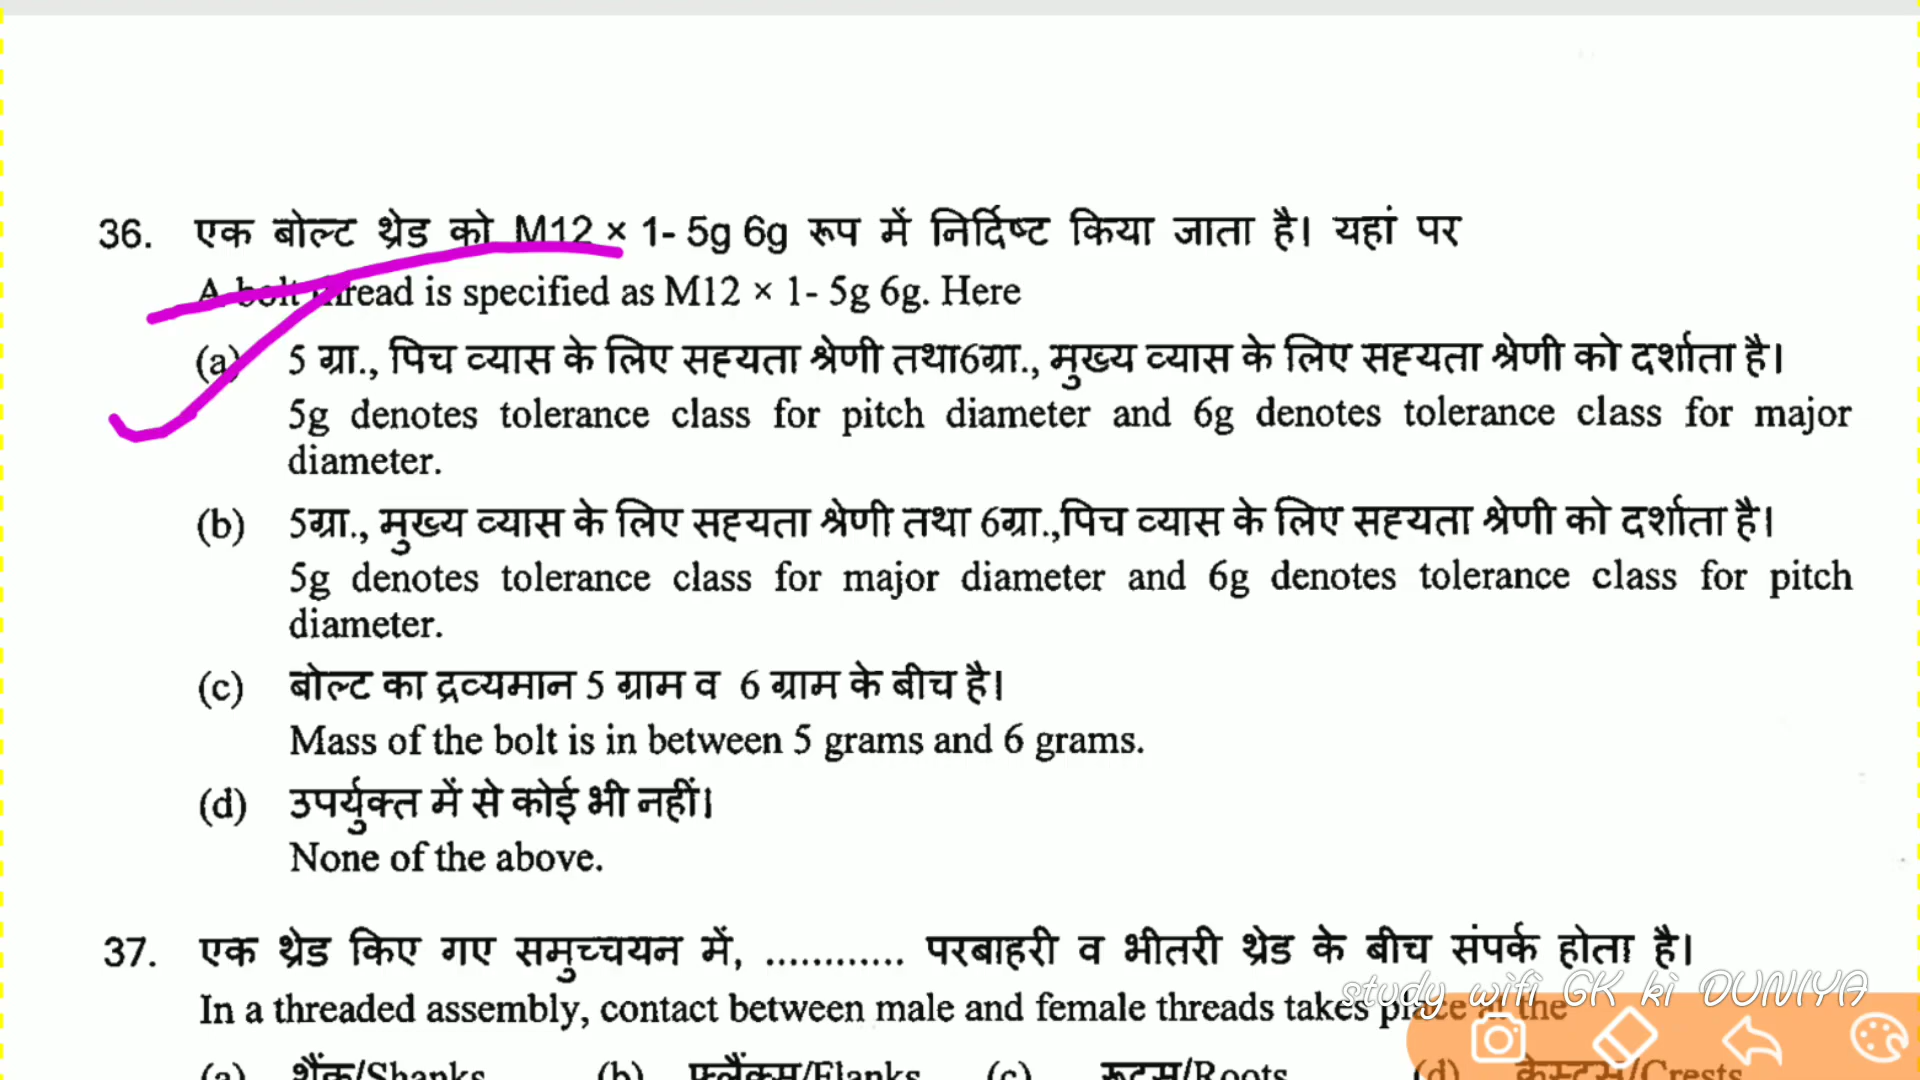 36. एक बोल्ट थ्रेड को M12 × 1- 5g 6g रूप में निर्दिष्ट किया जाता है। यहां पर
A bolt thread is specified as M12 × 1- 5g 6g. Here
(a) 5 ग्रा., पिच व्यास के लिए सह्यता श्रेणी तथा6ग्रा., मुख्य व्यास के लिए सह्यता श्रेणी को दर्शाता है।
5g denotes tolerance class for pitch diameter and 6g denotes tolerance class for major
diameter.
(b) 5ग्रा., मुख्य व्यास के लिए सह्यता श्रेणी तथा 6ग्रा.,पिच व्यास के लिए सह्यता श्रेणी को दर्शाता है।
5g denotes tolerance class for major diameter and 6g denotes tolerance class for pitch
diameter.
(c) बोल्ट का द्रव्यमान 5 ग्राम व 6 ग्राम के बीच है।
Mass of the bolt is in between 5 grams and 6 grams.
(d) उपर्युक्त में से कोई भी नहीं।
None of the above.
37. एक थ्रेड किए गए समुच्चयन में, ............ परबाहरी व भीतरी थ्रेड के बीच संपर्क होता है।
study wifi GK ki DUNIYA
In a threaded assembly, contact between male and female threads takes place at the
(a) शैंक/Shanks (b) फ्लैंक्स/Flanks (c) रूट्स/Roots (d) क्रेस्ट्स/Crests